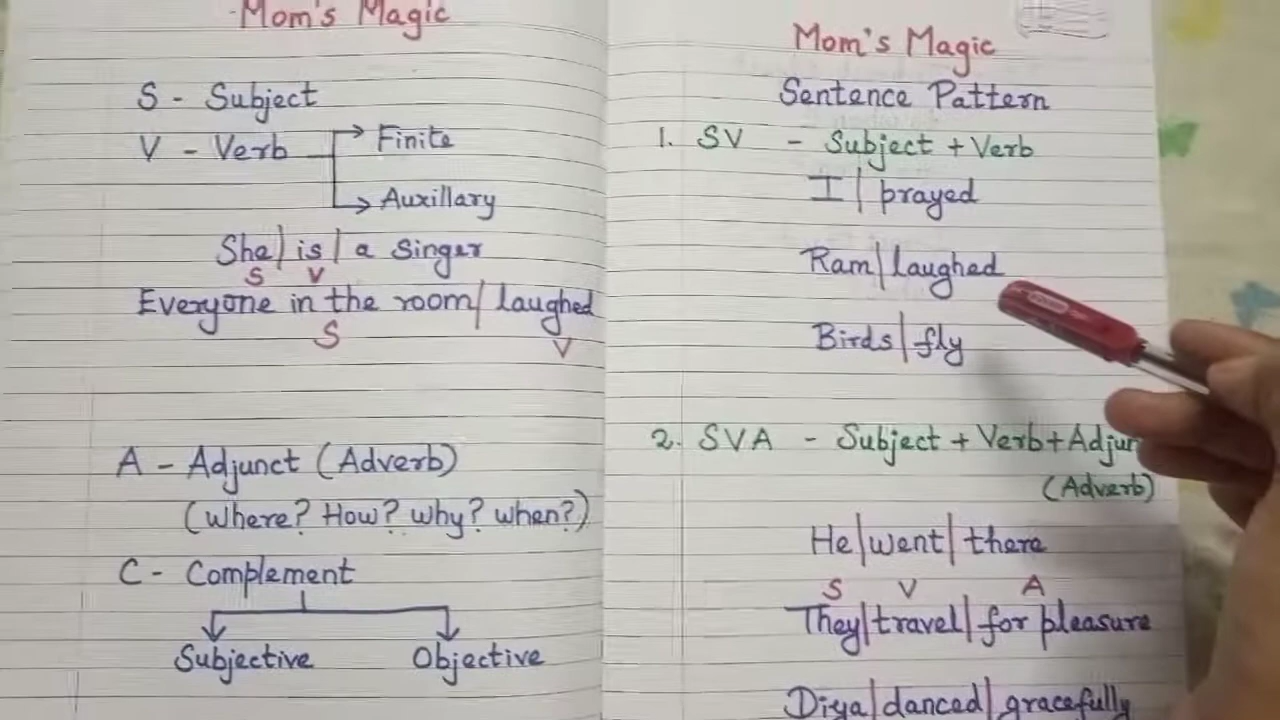 Mom's Magic
S - Subject
V - Verb Finite
Auxillary
She| is| a singer
S V
Everyone in the room| laughed
S V
A - Adjunct (Adverb)
(Where? How? why? when?)
C - Complement
Subjective Objective
Mom's Magic
Sentence Pattern
1. SV - Subject + Verb
I| prayed
Ram| laughed
Birds| fly
2. SVA - Subject + Verb + Adjun
(Adverb)
He| went| there
S V A
They| travel| for pleasure
Diya| danced| gracefully